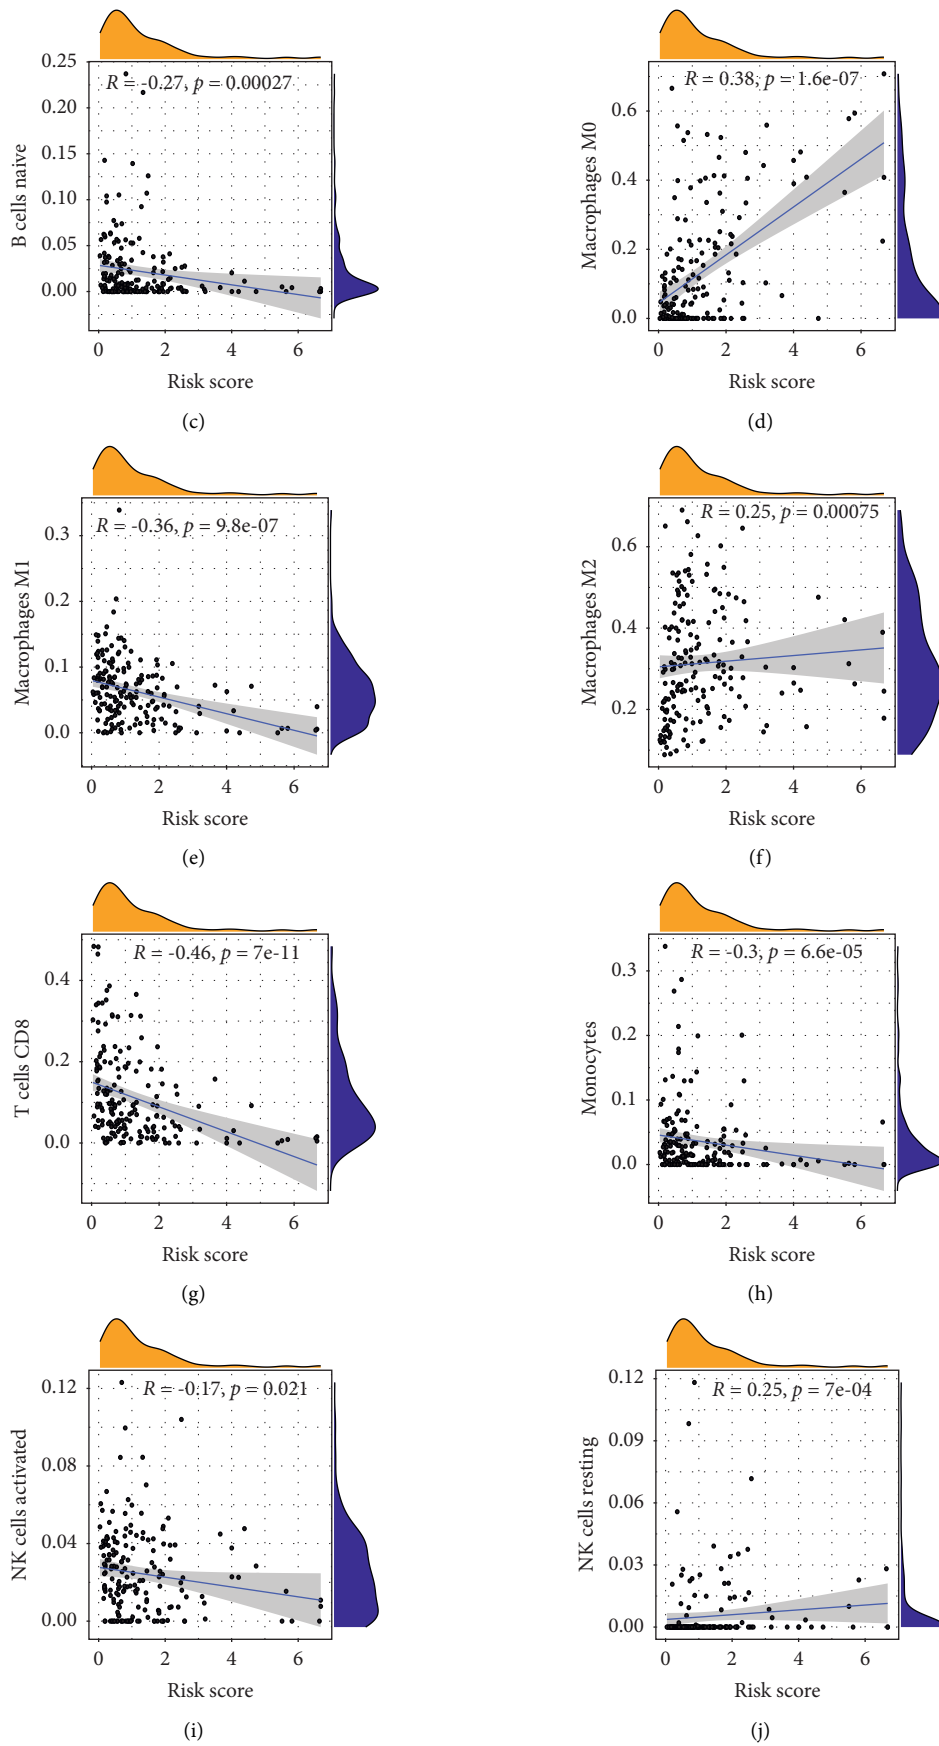 R = -0.27, p = 0.00027
B cells naive
0.25
0.20
0.15
0.10
0.05
0.00
0 2 4 6
Risk score
(c)
R = 0.38, p = 1.6e-07
Macrophages M0
0.6
0.4
0.2
0.0
0 2 4 6
Risk score
(d)
R = -0.36, p = 9.8e-07
Macrophages M1
0.3
0.2
0.1
0.0
0 2 4 6
Risk score
(e)
R = 0.25, p = 0.00075
Macrophages M2
0.6
0.4
0.2
0 2 4 6
Risk score
(f)
R = -0.46, p = 7e-11
T cells CD8
0.4
0.2
0.0
0 2 4 6
Risk score
(g)
R = -0.3, p = 6.6e-05
Monocytes
0.3
0.2
0.1
0.0
0 2 4 6
Risk score
(h)
R = -0.17, p = 0.021
NK cells activated
0.12
0.08
0.04
0.00
0 2 4 6
Risk score
(i)
R = 0.25, p = 7e-04
NK cells resting
0.12
0.09
0.06
0.03
0.00
0 2 4 6
Risk score
(j)